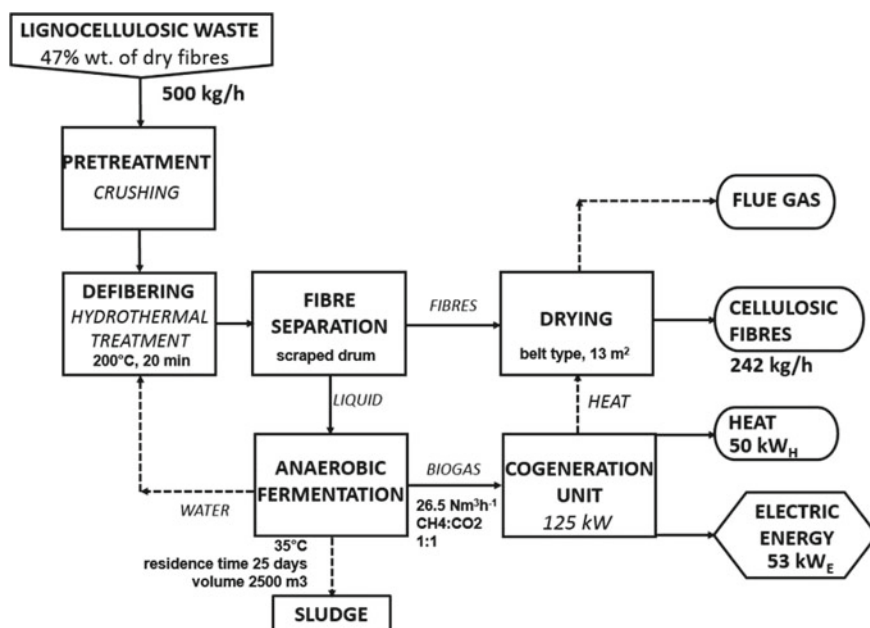 LIGNOCELLULOSIC WASTE
47% wt. of dry fibres
500 kg/h
PRETREATMENT
CRUSHING
FLUE GAS
DEFIBERING
HYDROTHERMAL
TREATMENT
200°C, 20 min
FIBRE
SEPARATION
scraped drum
FIBRES
DRYING
belt type, 13 m²
CELLULOSIC
FIBRES
242 kg/h
LIQUID
HEAT
HEAT
50 kW_H
ANAEROBIC
FERMENTATION
BIOGAS
COGENERATION
UNIT
125 kW
WATER
26.5 Nm³h⁻¹
CH4:CO2
1:1
ELECTRIC
ENERGY
53 kW_E
35°C
residence time 25 days
volume 2500 m3
SLUDGE